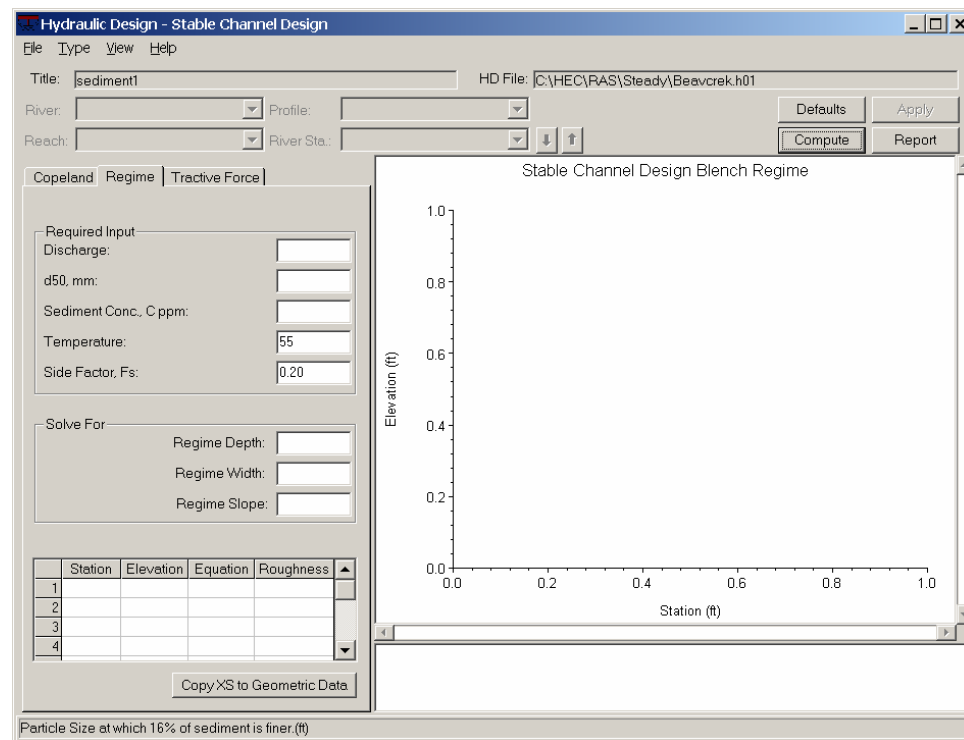 Hydraulic Design - Stable Channel Design
File Type View Help
Title: sediment1 HD File: C:\HEC\RAS\Steady\Beavcrek.h01
River: Profile: Defaults Apply
Reach: River Sta.: Compute Report
Copeland Regime Tractive Force
Required Input
Discharge:
d50, mm:
Sediment Conc., C ppm:
Temperature: 55
Side Factor, Fs: 0.20
Solve For
Regime Depth:
Regime Width:
Regime Slope:
Station Elevation Equation Roughness
1
2
3
4
Copy XS to Geometric Data
Stable Channel Design Blench Regime
1.0
0.8
0.6
0.4
0.2
0.0
Elevation (ft)
0.0 0.2 0.4 0.6 0.8 1.0
Station (ft)
Particle Size at which 16% of sediment is finer.(ft)